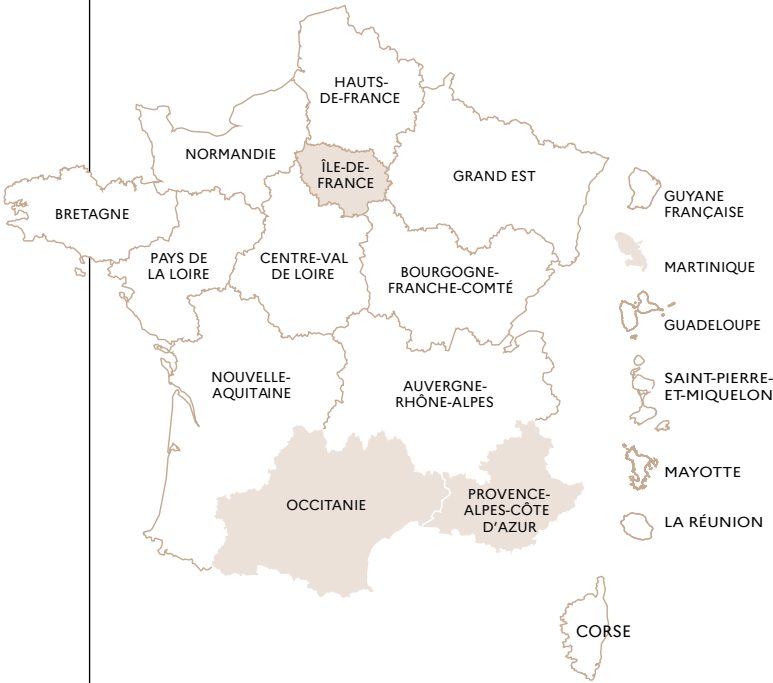 HAUTS-
DE-FRANCE
NORMANDIE
ÎLE-DE-
FRANCE
GRAND EST
BRETAGNE
PAYS DE
LA LOIRE
CENTRE-VAL
DE LOIRE
BOURGOGNE-
FRANCHE-COMTÉ
NOUVELLE-
AQUITAINE
AUVERGNE-
RHÔNE-ALPES
OCCITANIE
PROVENCE-
ALPES-CÔTE
D’AZUR
CORSE
GUYANE
FRANÇAISE
MARTINIQUE
GUADELOUPE
SAINT-PIERRE-
ET-MIQUELON
MAYOTTE
LA RÉUNION